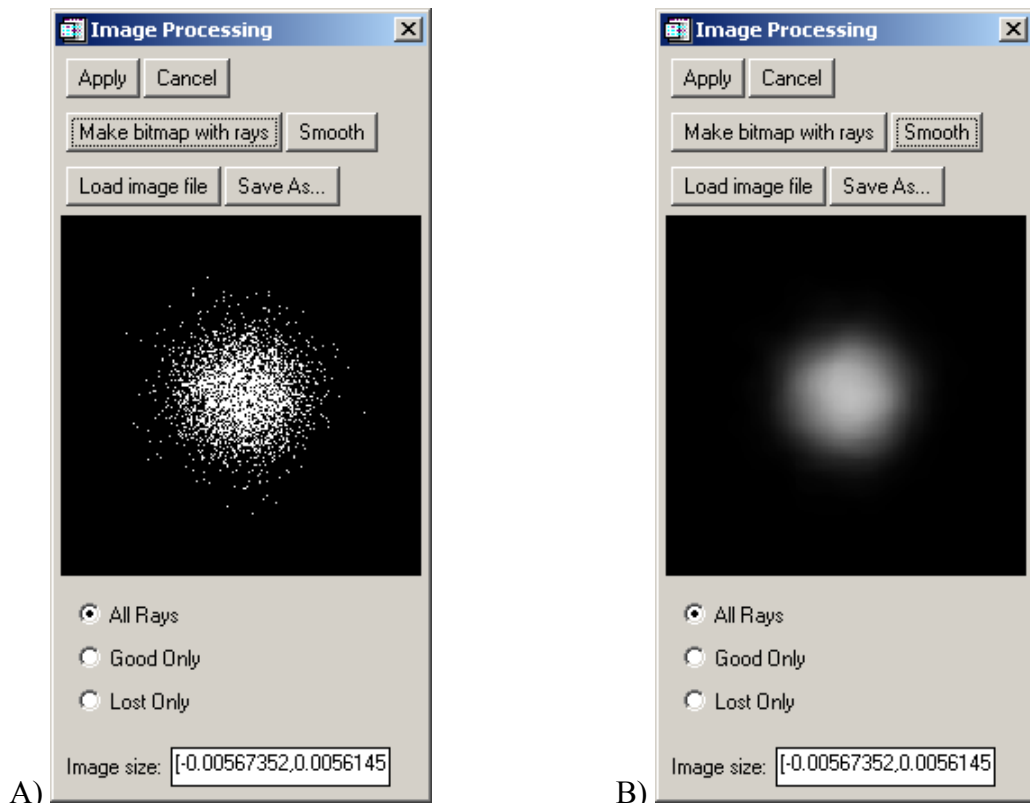 Image Processing
Apply Cancel
Make bitmap with rays Smooth
Load image file Save As...
All Rays
Good Only
Lost Only
Image size: [-0.00567352,0.0056145
A)
Image Processing
Apply Cancel
Make bitmap with rays Smooth
Load image file Save As...
All Rays
Good Only
Lost Only
Image size: [-0.00567352,0.0056145
B)